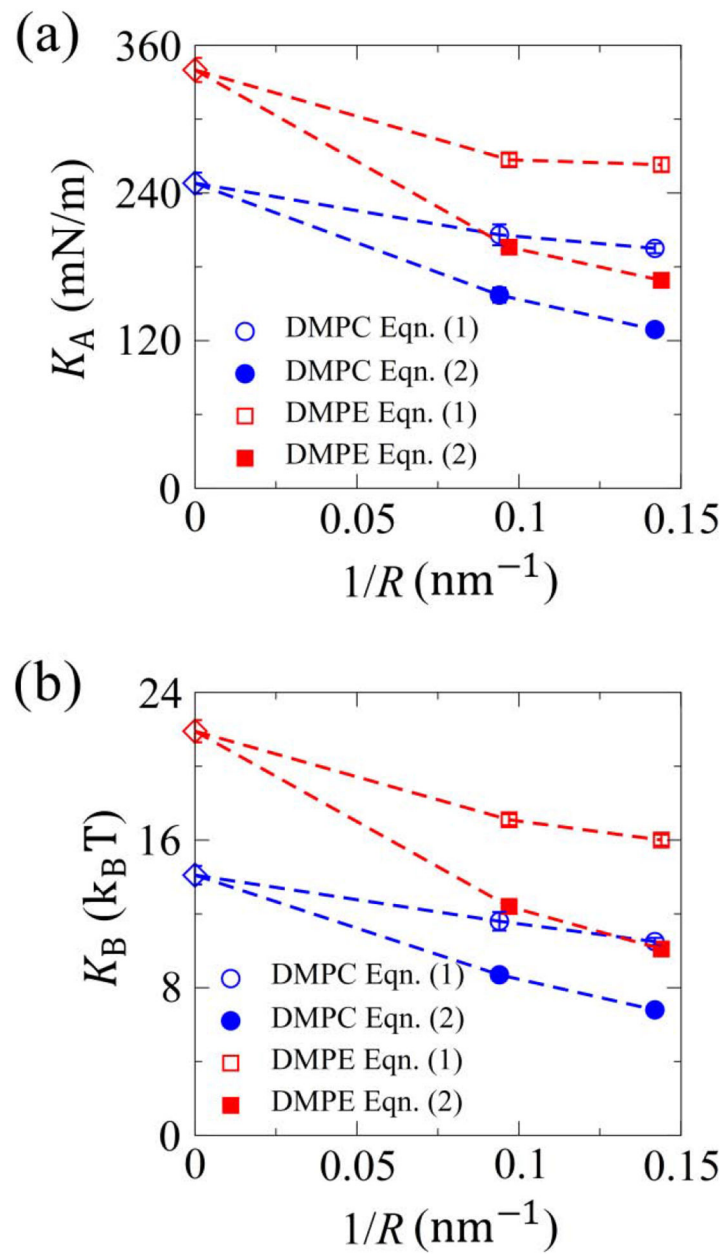 (a)
360
240
120
0
K_A (mN/m)
DMPC Eqn. (1)
DMPC Eqn. (2)
DMPE Eqn. (1)
DMPE Eqn. (2)
0 0.05 0.1 0.15
1/R (nm⁻¹)
(b)
24
16
8
0
K_B (k_BT)
DMPC Eqn. (1)
DMPC Eqn. (2)
DMPE Eqn. (1)
DMPE Eqn. (2)
0 0.05 0.1 0.15
1/R (nm⁻¹)